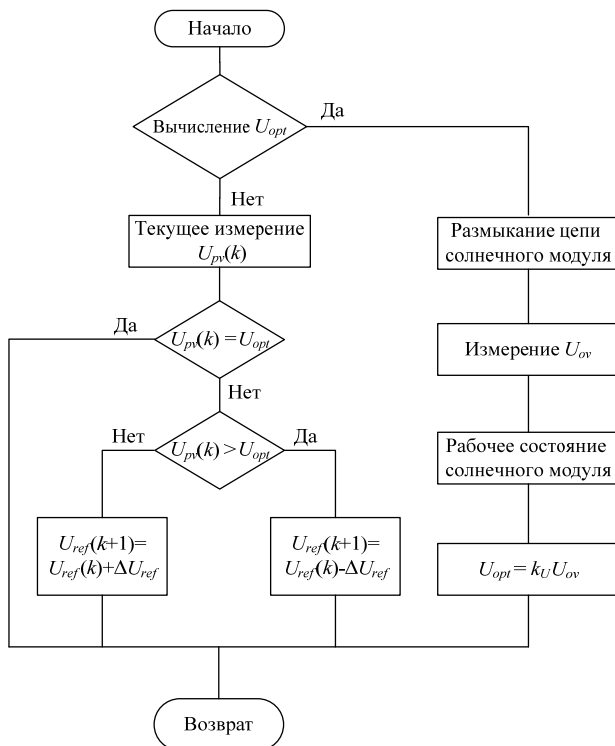 Начало
Вычисление U_opt
Да
Нет
Текущее измерение
U_pv(k)
Размыкание цепи
солнечного модуля
Да
U_pv(k) = U_opt
Измерение U_ov
Нет
Нет
U_pv(k) > U_opt
Да
Рабочее состояние
солнечного модуля
U_ref(k+1)=
U_ref(k)+ΔU_ref
U_ref(k+1)=
U_ref(k)-ΔU_ref
U_opt = k_U U_ov
Возврат